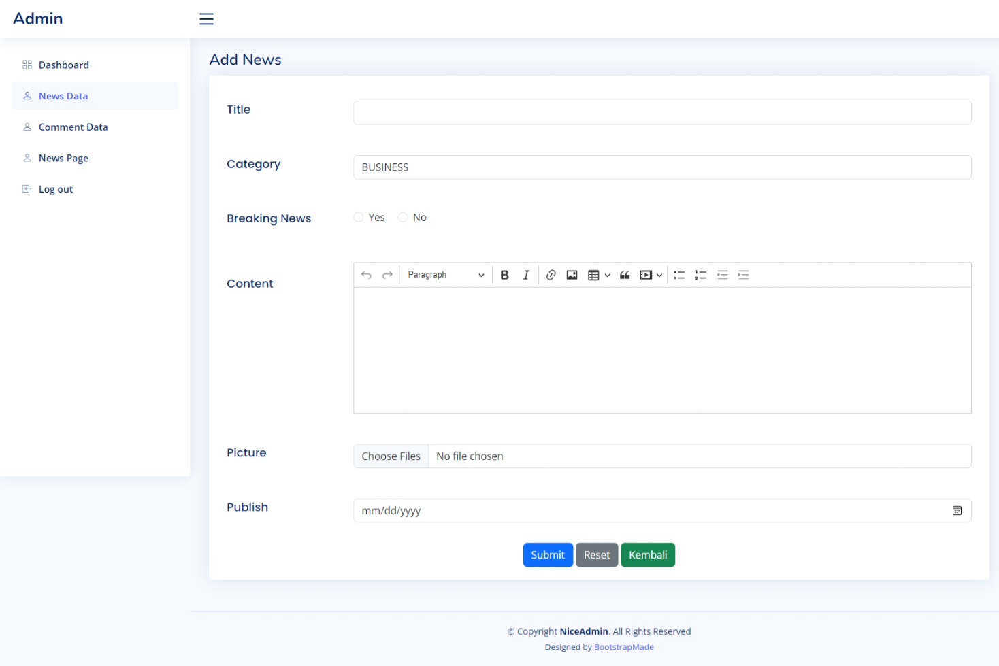 Admin
Dashboard
News Data
Comment Data
News Page
Log out
Add News
Title
Category
BUSINESS
Breaking News
Yes No
Content
Paragraph
Picture
Choose Files No file chosen
Publish
mm/dd/yyyy
Submit Reset Kembali
© Copyright NiceAdmin. All Rights Reserved
Designed by BootstrapMade